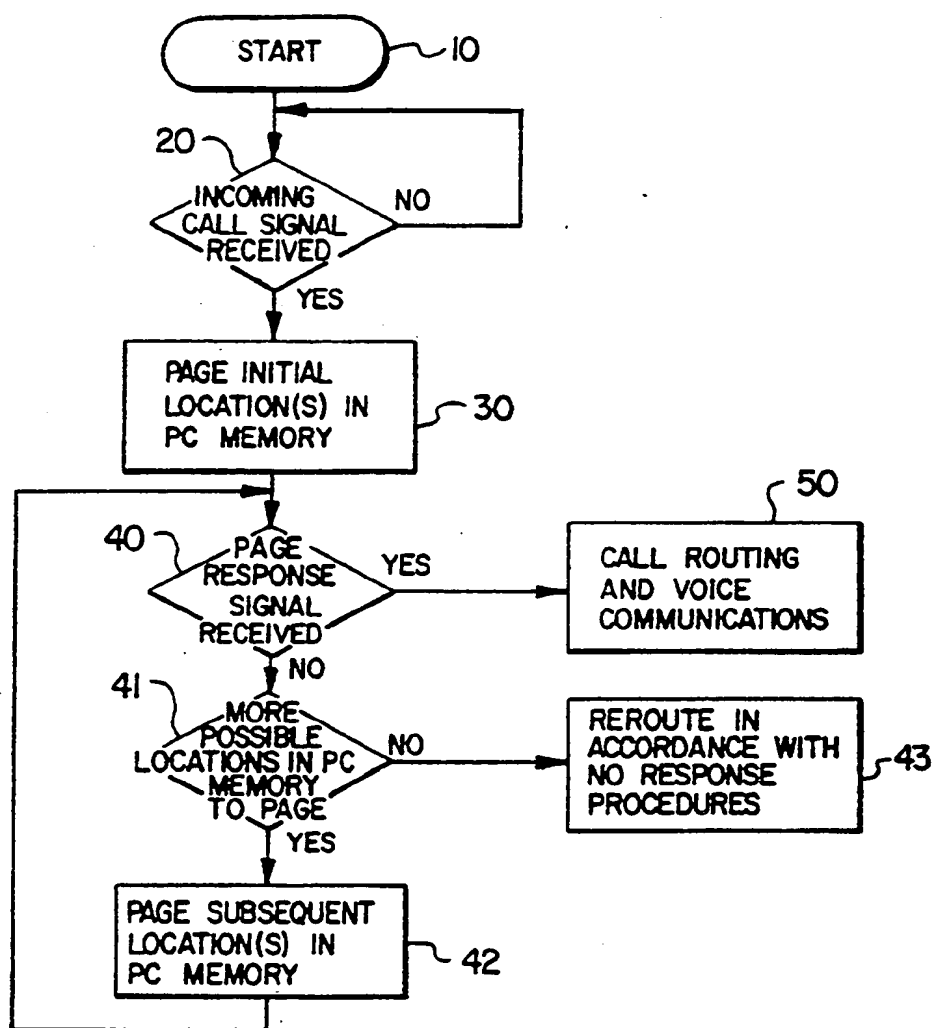 START
10
20
INCOMING
CALL SIGNAL
RECEIVED
NO
YES
PAGE INITIAL
LOCATION(S) IN
PC MEMORY
30
40
PAGE
RESPONSE
SIGNAL
RECEIVED
YES
50
CALL ROUTING
AND VOICE
COMMUNICATIONS
NO
41
MORE
POSSIBLE
LOCATIONS IN PC
MEMORY
TO PAGE
NO
REROUTE IN
ACCORDANCE WITH
NO RESPONSE
PROCEDURES
43
YES
PAGE SUBSEQUENT
LOCATION(S) IN
PC MEMORY
42